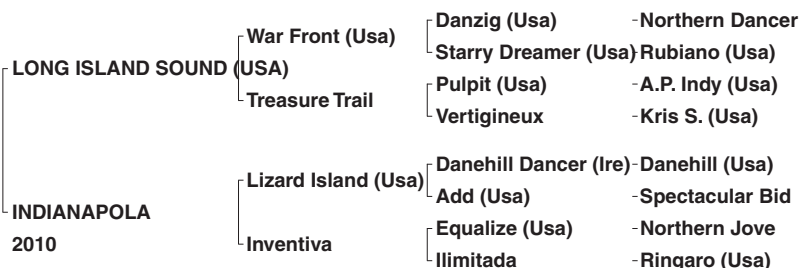 Danzig (Usa) Northern Dancer
War Front (Usa)
Starry Dreamer (Usa) Rubiano (Usa)
LONG ISLAND SOUND (USA)
Pulpit (Usa) A.P. Indy (Usa)
Treasure Trail
Vertigineux Kris S. (Usa)
Danehill Dancer (Ire) Danehill (Usa)
Lizard Island (Usa)
Add (Usa) Spectacular Bid
INDIANAPOLA
Equalize (Usa) Northern Jove
2010
Inventiva
Ilimitada Ringaro (Usa)